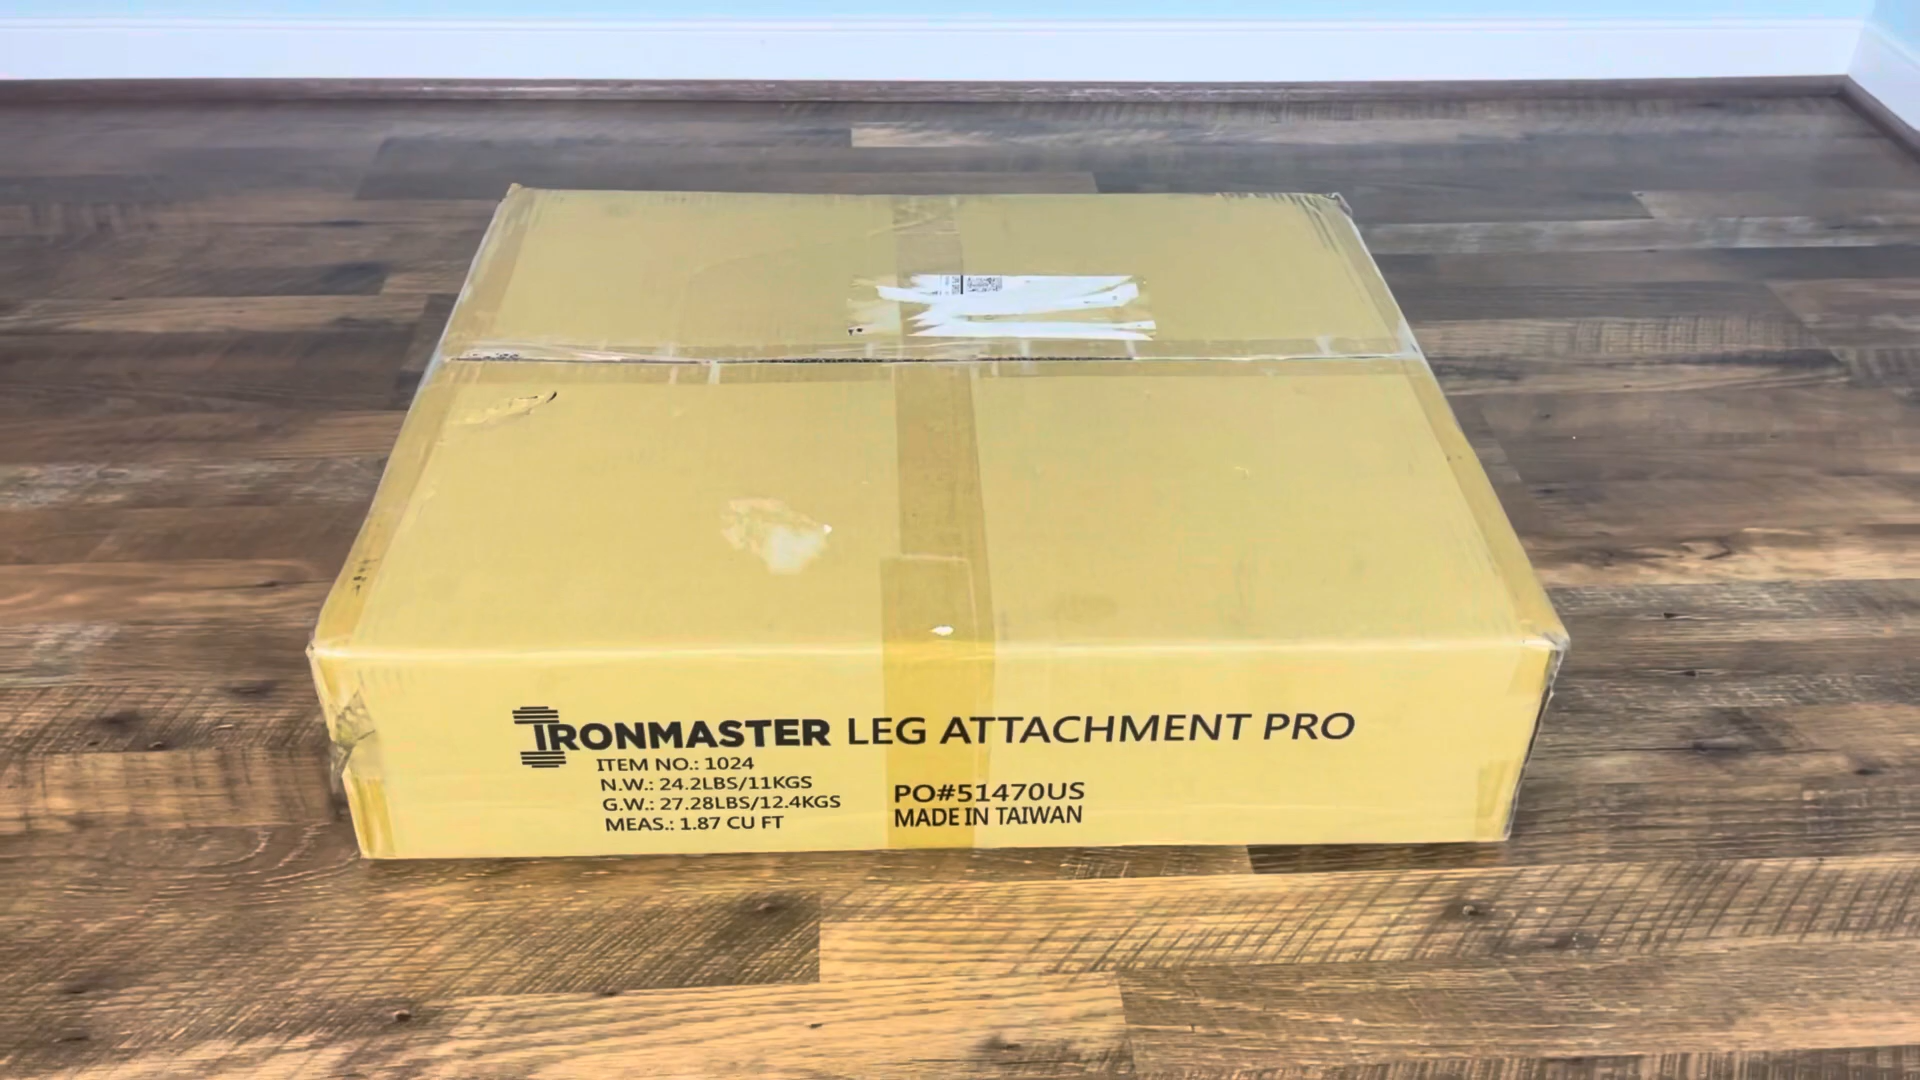 IRONMASTER LEG ATTACHMENT PRO
ITEM NO.: 1024
N.W.: 24.2LBS/11KGS
G.W.: 27.28LBS/12.4KGS
MEAS.: 1.87 CU FT
PO#51470US
MADE IN TAIWAN